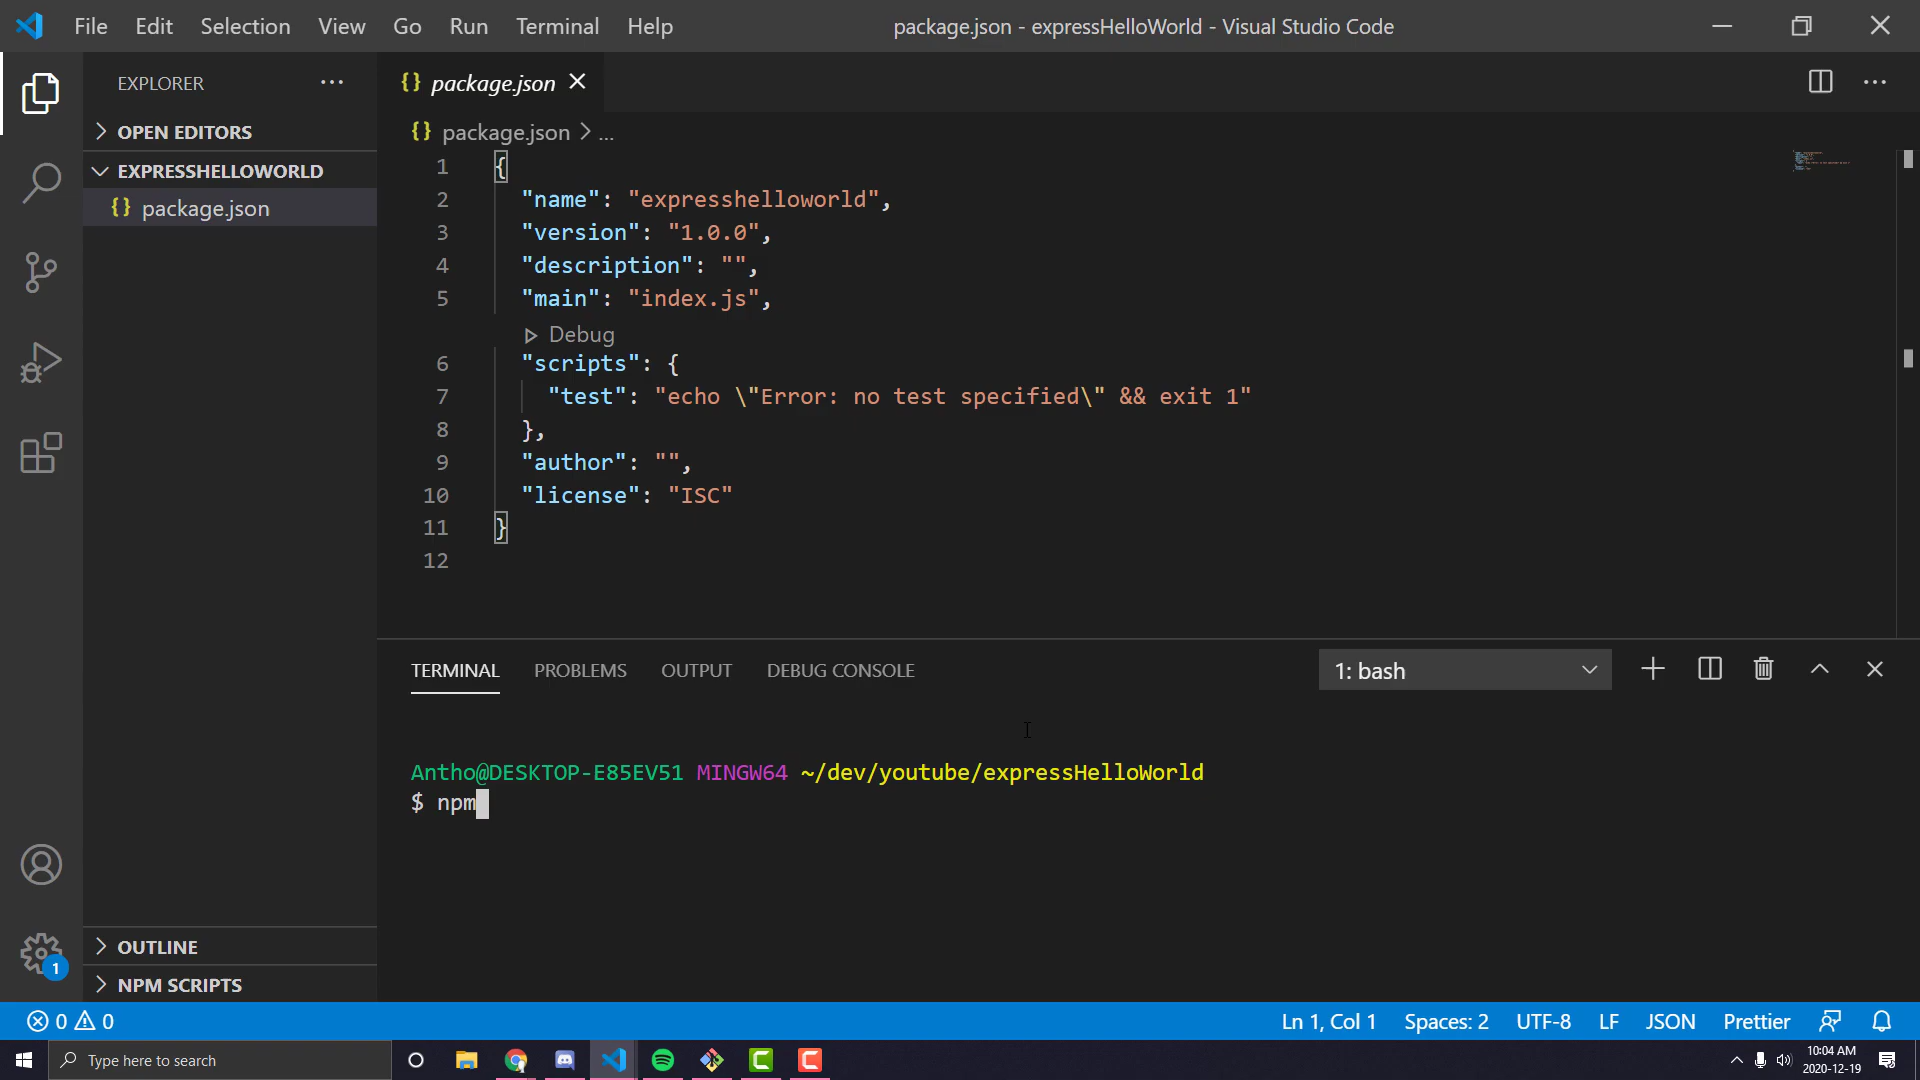 File Edit Selection View Go Run Terminal Help package.json - expressHelloWorld - Visual Studio Code
EXPLORER ...
OPEN EDITORS
EXPRESSHELLOWORLD
{} package.json
OUTLINE
NPM SCRIPTS
1
{} package.json
{} package.json > ...
1 {
2 "name": "expresshelloworld",
3 "version": "1.0.0",
4 "description": "",
5 "main": "index.js",
Debug
6 "scripts": {
7 "test": "echo \"Error: no test specified\" && exit 1"
8 },
9 "author": "",
10 "license": "ISC"
11 }
12
TERMINAL PROBLEMS OUTPUT DEBUG CONSOLE 1: bash
Antho@DESKTOP-E85EV51 MINGW64 ~/dev/youtube/expressHelloWorld
$ npm
0 0 Ln 1, Col 1 Spaces: 2 UTF-8 LF JSON Prettier
Type here to search
10:04 AM
2020-12-19